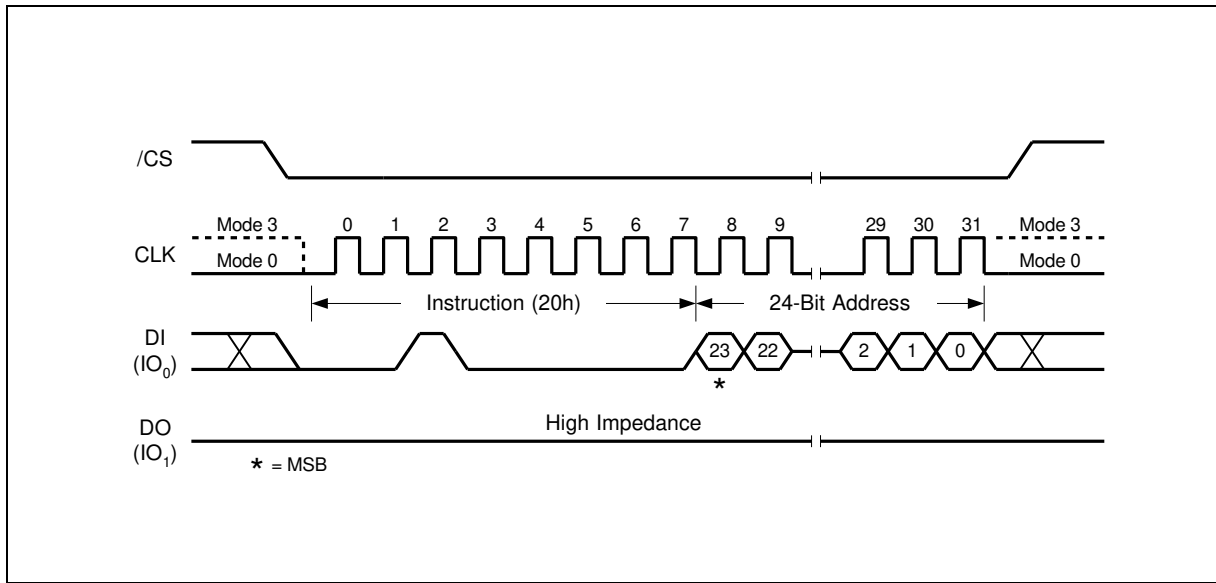 /CS
Mode 3 0 1 2 3 4 5 6 7 8 9 29 30 31 Mode 3
CLK Mode 0 Mode 0
Instruction (20h) 24-Bit Address
DI
(IO0) 23 22 2 1 0
*
High Impedance
DO
(IO1)
* = MSB